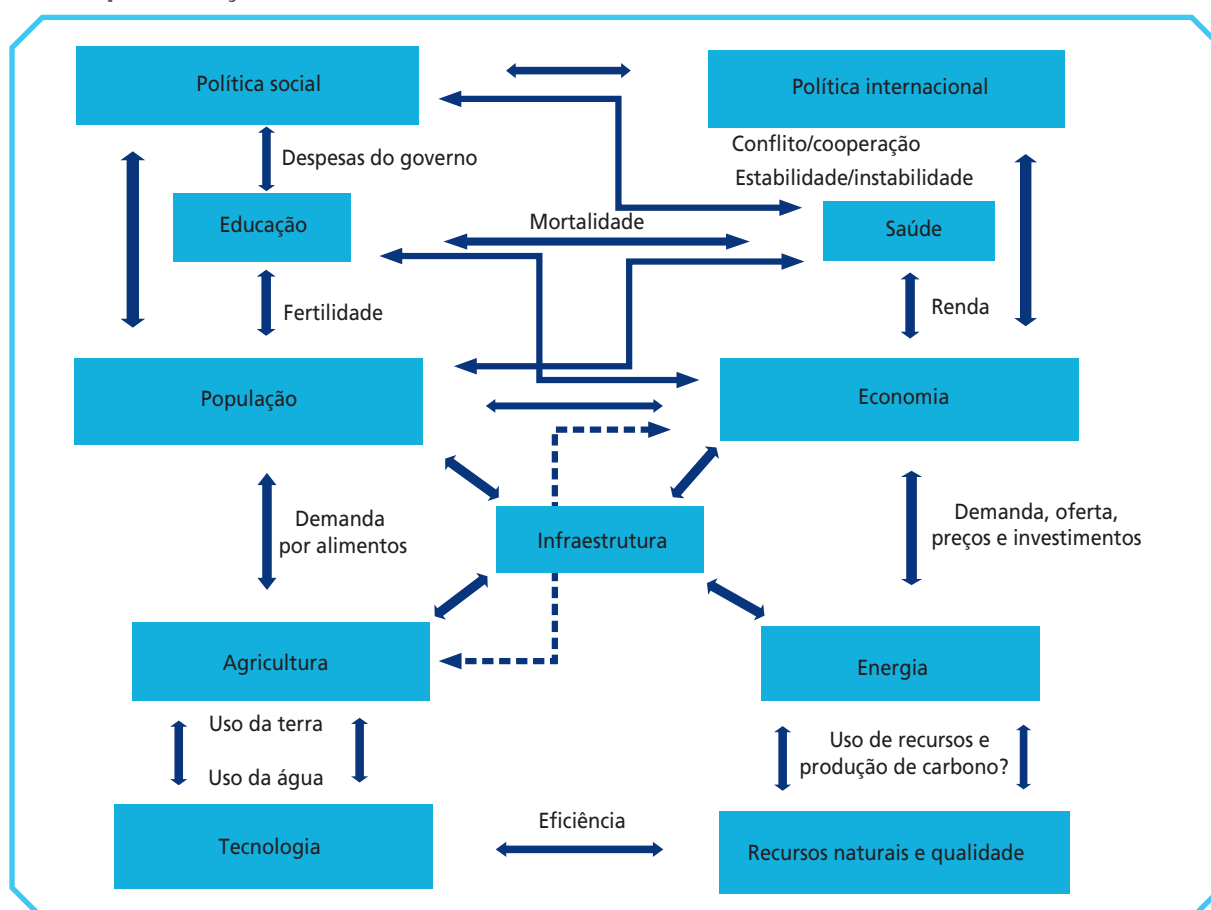 Política social
Política internacional
Despesas do governo
Conflito/cooperação
Estabilidade/instabilidade
Educação
Mortalidade
Saúde
Fertilidade
Renda
População
Economia
Demanda
por alimentos
Infraestrutura
Demanda, oferta,
preços e investimentos
Agricultura
Energia
Uso da terra
Uso da água
Uso de recursos e
produção de carbono?
Tecnologia
Eficiência
Recursos naturais e qualidade